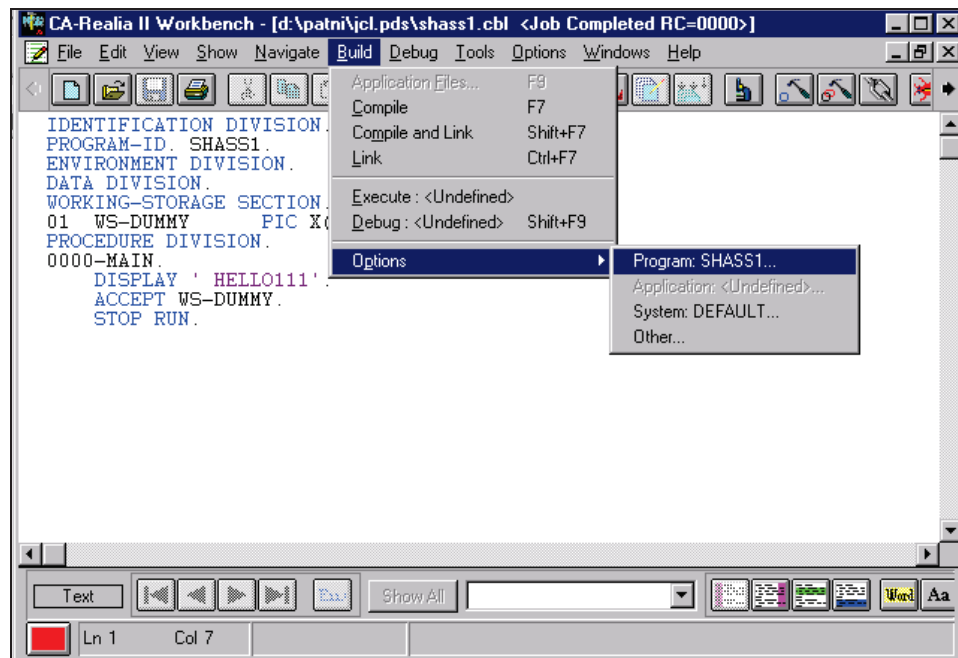 CA-Realia II Workbench - [d:\patni\jcl.pds\shass1.cbl <Job Completed RC=0000>]
File Edit View Show Navigate Build Debug Tools Options Windows Help
IDENTIFICATION DIVISION.
PROGRAM-ID. SHASS1.
ENVIRONMENT DIVISION.
DATA DIVISION.
WORKING-STORAGE SECTION.
01 WS-DUMMY PIC X(
PROCEDURE DIVISION.
0000-MAIN.
DISPLAY ' HELLO111'.
ACCEPT WS-DUMMY.
STOP RUN.
Application Files... F9
Compile F7
Compile and Link Shift+F7
Link Ctrl+F7
Execute : <Undefined>
Debug : <Undefined> Shift+F9
Options
Program: SHASS1...
Application: <Undefined>...
System: DEFAULT...
Other...
Text
Show All
Word Aa
Ln 1 Col 7